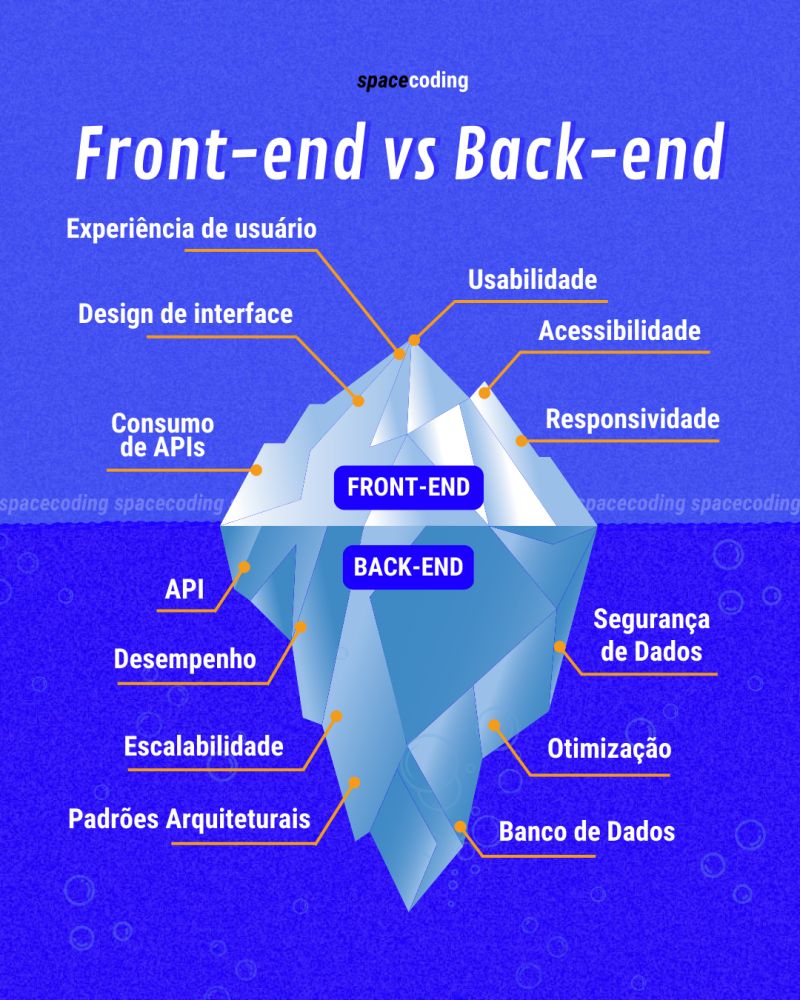 spacecoding
Front-end vs Back-end
Experiência de usuário
Usabilidade
Design de interface
Acessibilidade
Consumo
de APIs
Responsividade
FRONT-END
spacecoding spacecoding
spacecoding spacecoding
BACK-END
API
Segurança
de Dados
Desempenho
Escalabilidade
Otimização
Padrões Arquiteturais
Banco de Dados